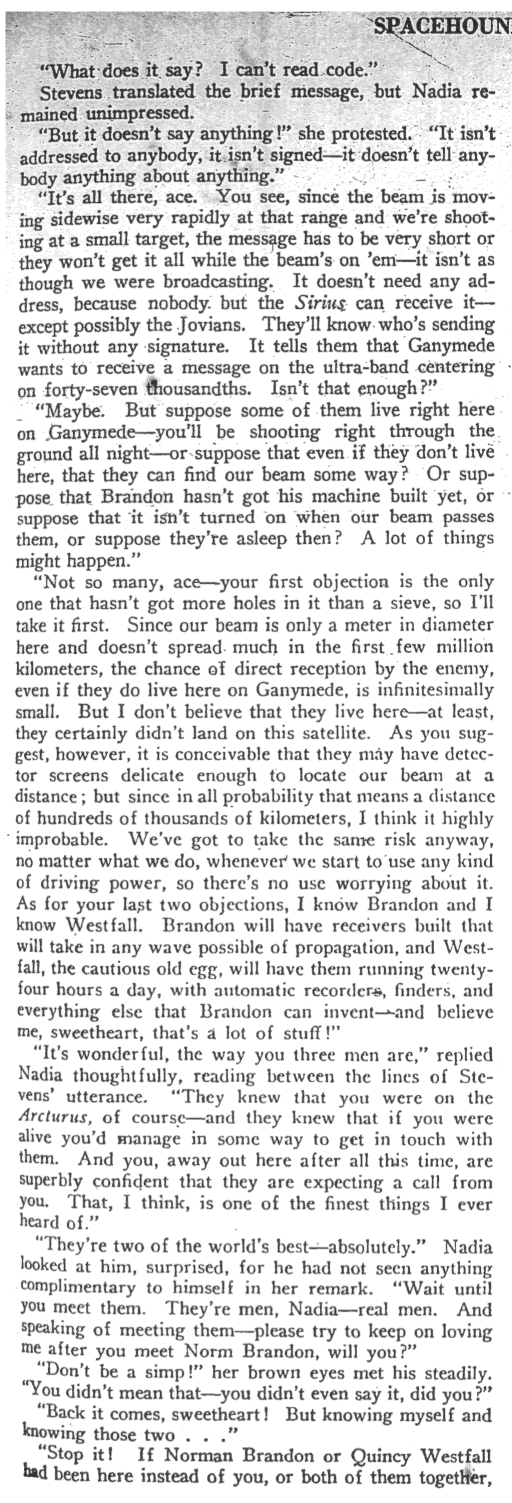 SPACEHOUN
"What does it say? I can't read code."
Stevens translated the brief message, but Nadia re-
mained unimpressed.
"But it doesn't say anything!" she protested. "It isn't
addressed to anybody, it isn't signed—it doesn't tell any-
body anything about anything."
"It's all there, ace. You see, since the beam is mov-
ing sidewise very rapidly at that range and we're shoot-
ing at a small target, the message has to be very short or
they won't get it all while the beam's on 'em—it isn't as
though we were broadcasting. It doesn't need any ad-
dress, because nobody but the Sirius can receive it—
except possibly the Jovians. They'll know who's sending
it without any signature. It tells them that Ganymede
wants to receive a message on the ultra-band centering
on forty-seven thousandths. Isn't that enough?"
"Maybe. But suppose some of them live right here
on Ganymede—you'll be shooting right through the
ground all night—or suppose that even if they don't live
here, that they can find our beam some way? Or sup-
pose that Brandon hasn't got his machine built yet, or
suppose that it isn't turned on when our beam passes
them, or suppose they're asleep then? A lot of things
might happen."
"Not so many, ace—your first objection is the only
one that hasn't got more holes in it than a sieve, so I'll
take it first. Since our beam is only a meter in diameter
here and doesn't spread much in the first few million
kilometers, the chance of direct reception by the enemy,
even if they do live here on Ganymede, is infinitesimally
small. But I don't believe that they live here—at least,
they certainly didn't land on this satellite. As you sug-
gest, however, it is conceivable that they may have detec-
tor screens delicate enough to locate our beam at a
distance; but since in all probability that means a distance
of hundreds of thousands of kilometers, I think it highly
improbable. We've got to take the same risk anyway,
no matter what we do, whenever we start to use any kind
of driving power, so there's no use worrying about it.
As for your last two objections, I know Brandon and I
know Westfall. Brandon will have receivers built that
will take in any wave possible of propagation, and West-
fall, the cautious old egg, will have them running twenty-
four hours a day, with automatic recorders, finders, and
everything else that Brandon can invent—and believe
me, sweetheart, that's a lot of stuff!"
"It's wonderful, the way you three men are," replied
Nadia thoughtfully, reading between the lines of Ste-
vens' utterance. "They knew that you were on the
Arcturus, of course—and they knew that if you were
alive you'd manage in some way to get in touch with
them. And you, away out here after all this time, are
superbly confident that they are expecting a call from
you. That, I think, is one of the finest things I ever
heard of."
"They're two of the world's best—absolutely." Nadia
looked at him, surprised, for he had not seen anything
complimentary to himself in her remark. "Wait until
you meet them. They're men, Nadia—real men. And
speaking of meeting them—please try to keep on loving
me after you meet Norm Brandon, will you?"
"Don't be a simp!" her brown eyes met his steadily.
"You didn't mean that—you didn't even say it, did you?"
"Back it comes, sweetheart! But knowing myself and
knowing those two . . ."
"Stop it! If Norman Brandon or Quincy Westfall
had been here instead of you, or both of them together,